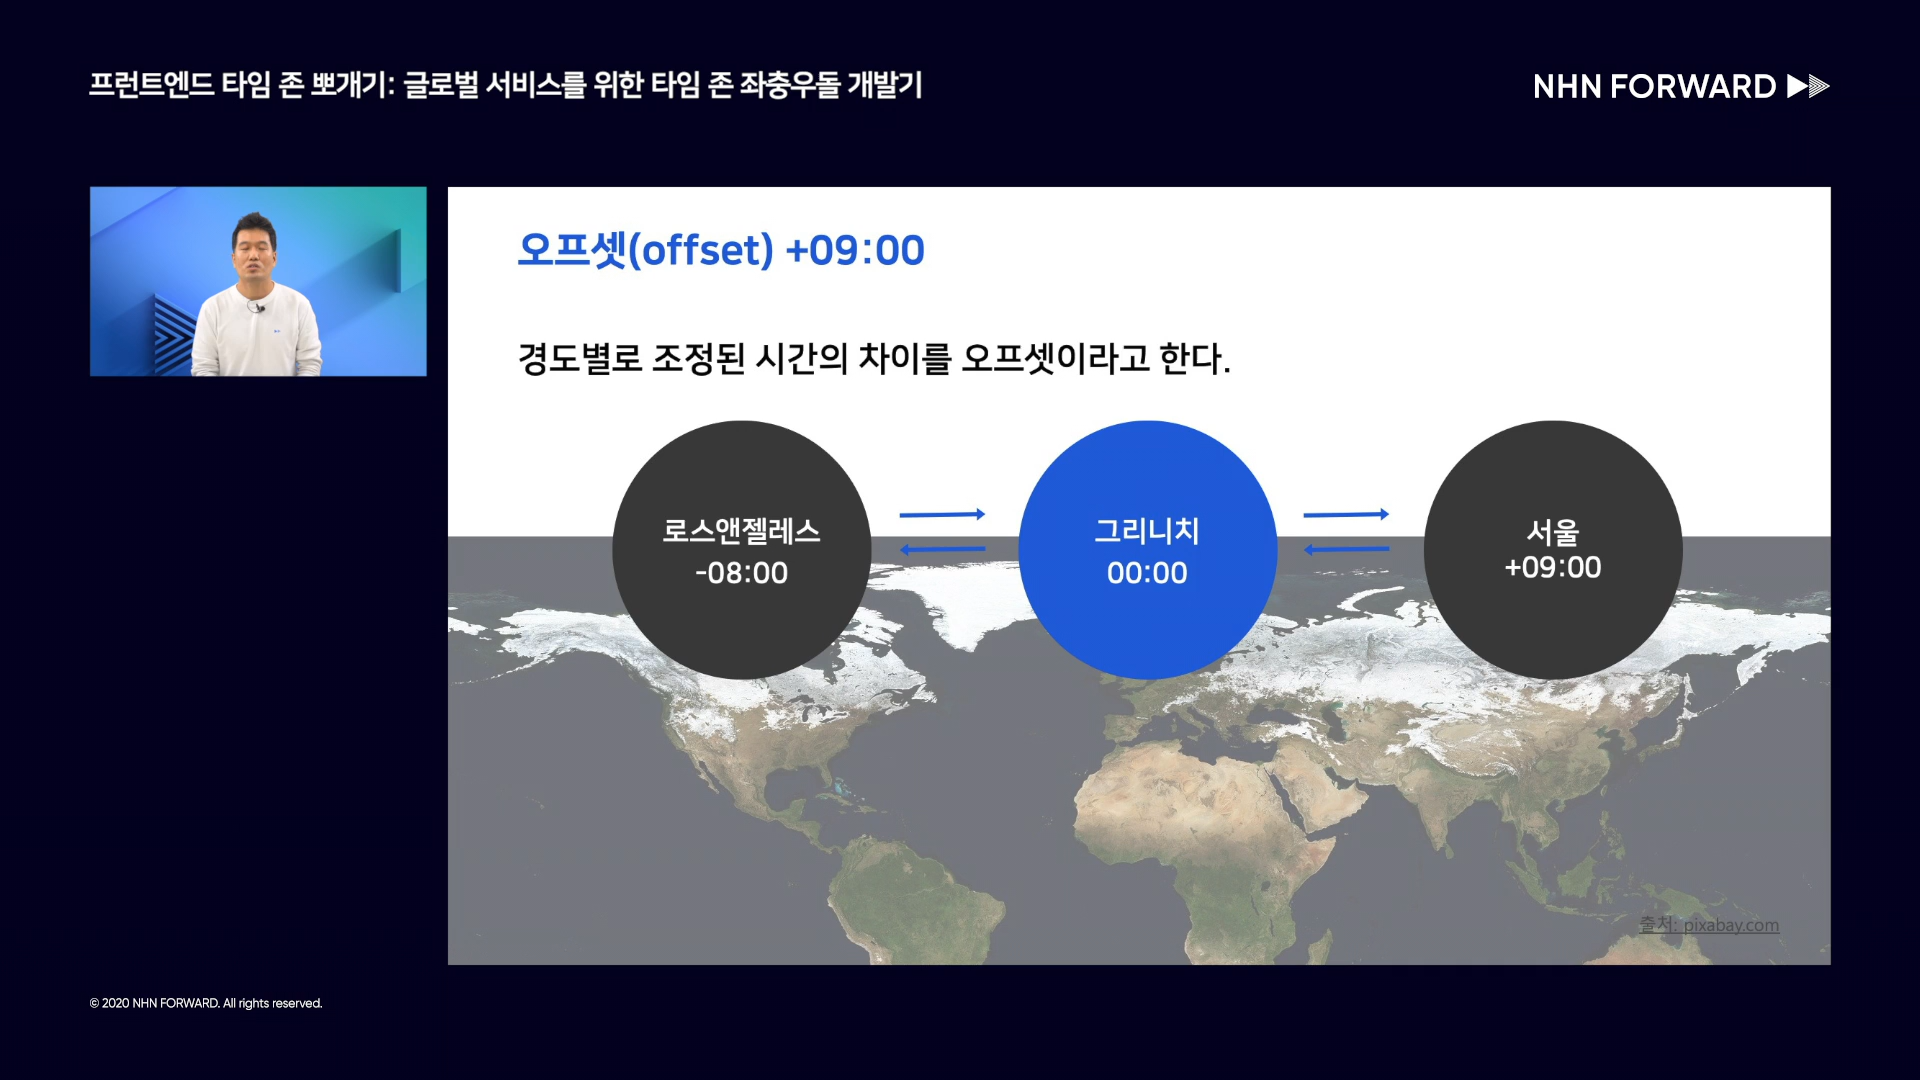 프런트엔드 타임 존 뽀개기: 글로벌 서비스를 위한 타임 존 좌충우돌 개발기
NHN FORWARD
오프셋(offset) +09:00
경도별로 조정된 시간의 차이를 오프셋이라고 한다.
로스앤젤레스
-08:00
그리니치
00:00
서울
+09:00
출처: pixabay.com
© 2020 NHN FORWARD. All rights reserved.